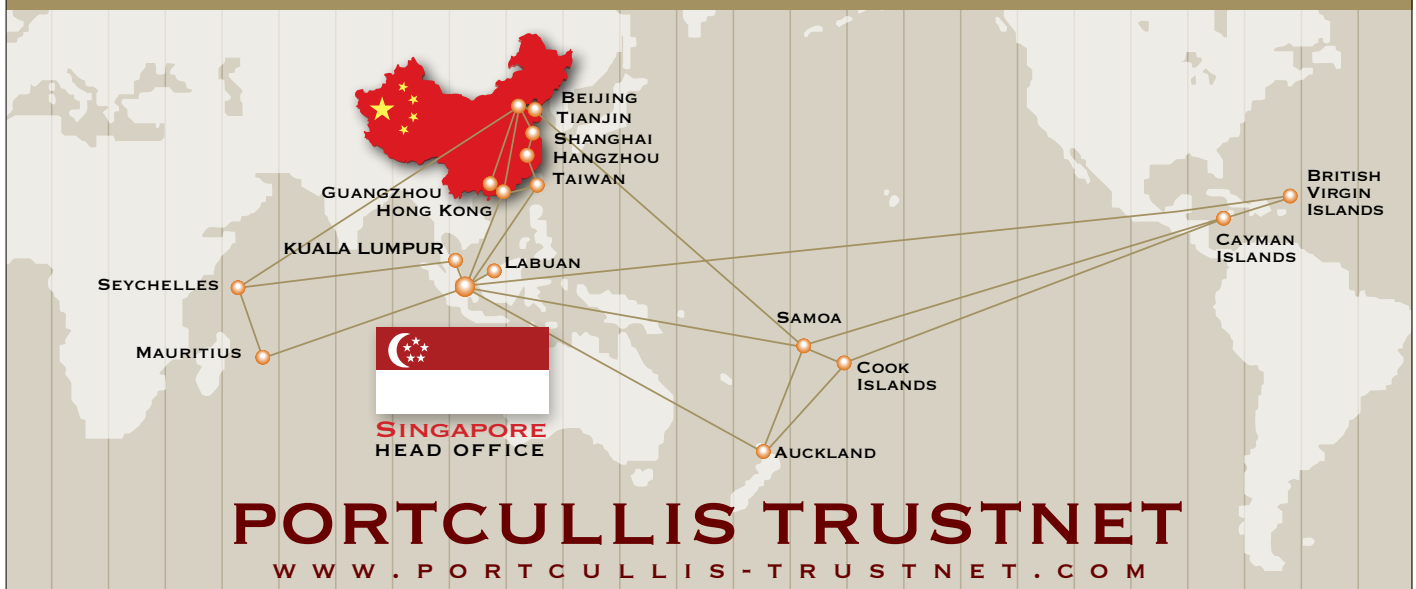 BEIJING
TIANJIN
SHANGHAI
HANGZHOU
TAIWAN
GUANGZHOU
HONG KONG
KUALA LUMPUR
LABUAN
SEYCHELLES
MAURITIUS
BRITISH
VIRGIN
ISLANDS
CAYMAN
ISLANDS
SAMOA
COOK
ISLANDS
AUCKLAND
SINGAPORE
HEAD OFFICE
PORTCULLIS TRUSTNET
WWW.PORTCULLIS-TRUSTNET.COM